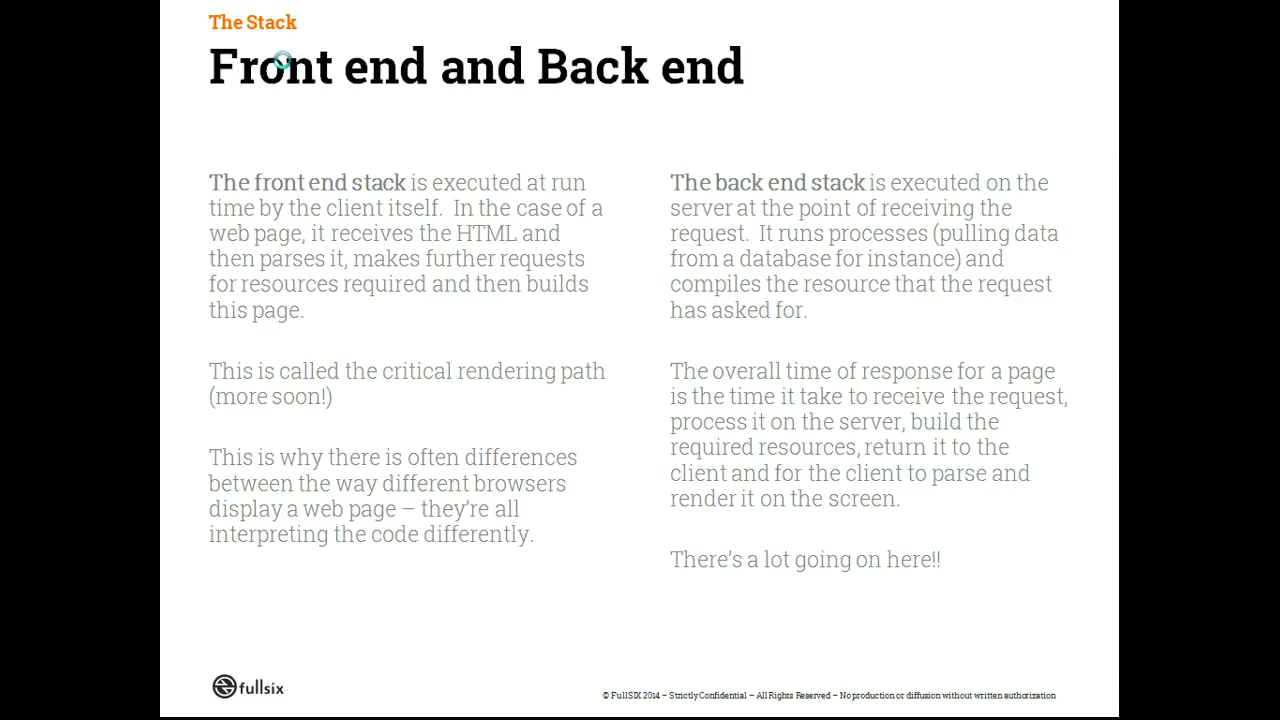 The Stack
Front end and Back end
The front end stack is executed at run
time by the client itself.  In the case of a
web page, it receives the HTML and
then parses it, makes further requests
for resources required and then builds
this page.
This is called the critical rendering path
(more soon!)
This is why there is often differences
between the way different browsers
display a web page – they're all
interpreting the code differently.
The back end stack is executed on the
server at the point of receiving the
request.  It runs processes (pulling data
from a database for instance) and
compiles the resource that the request
has asked for.
The overall time of response for a page
is the time it take to receive the request,
process it on the server, build the
required resources, return it to the
client and for the client to parse and
render it on the screen.
There's a lot going on here!!
fullsix
© FullSIX 2014 – Strictly Confidential – All Rights Reserved – No production or diffusion without written authorization